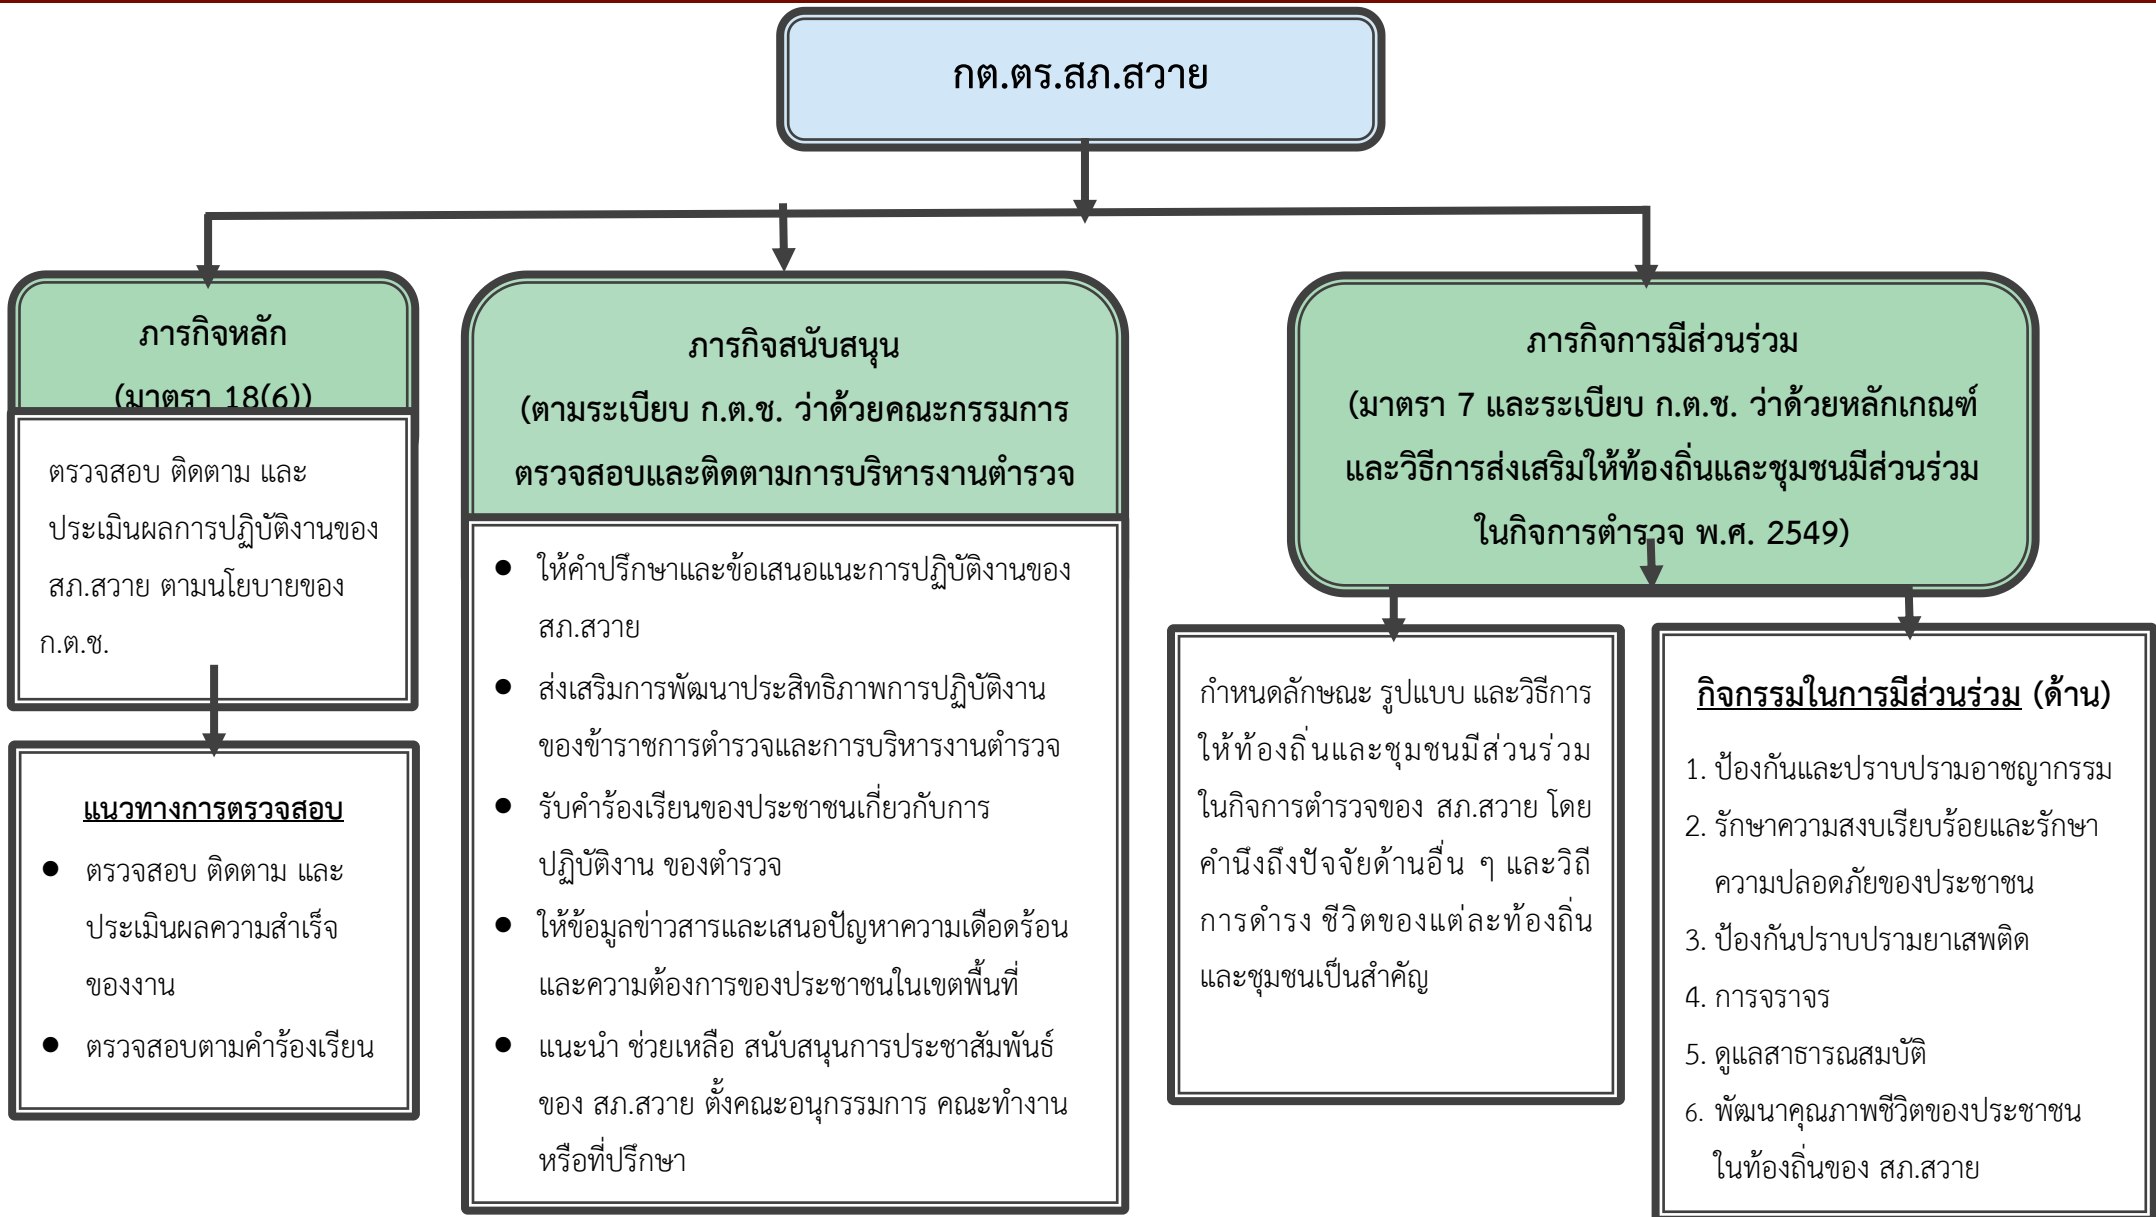 กต.ตร.สภ.สวาย
ภารกิจหลัก
(มาตรา 18(6))
ตรวจสอบ ติดตาม และ
ประเมินผลการปฏิบัติงานของ
สภ.สวาย ตามนโยบายของ
ก.ต.ช.
แนวทางการตรวจสอบ
● ตรวจสอบ ติดตาม และ
ประเมินผลความสำเร็จ
ของงาน
● ตรวจสอบตามคำร้องเรียน
ภารกิจสนับสนุน
(ตามระเบียบ ก.ต.ช. ว่าด้วยคณะกรรมการ
ตรวจสอบและติดตามการบริหารงานตำรวจ
● ให้คำปรึกษาและข้อเสนอแนะการปฏิบัติงานของ
สภ.สวาย
● ส่งเสริมการพัฒนาประสิทธิภาพการปฏิบัติงาน
ของข้าราชการตำรวจและการบริหารงานตำรวจ
● รับคำร้องเรียนของประชาชนเกี่ยวกับการ
ปฏิบัติงาน ของตำรวจ
● ให้ข้อมูลข่าวสารและเสนอปัญหาความเดือดร้อน
และความต้องการของประชาชนในเขตพื้นที่
● แนะนำ ช่วยเหลือ สนับสนุนการประชาสัมพันธ์
ของ สภ.สวาย ตั้งคณะอนุกรรมการ คณะทำงาน
หรือที่ปรึกษา
ภารกิจการมีส่วนร่วม
(มาตรา 7 และระเบียบ ก.ต.ช. ว่าด้วยหลักเกณฑ์
และวิธีการส่งเสริมให้ท้องถิ่นและชุมชนมีส่วนร่วม
ในกิจการตำรวจ พ.ศ. 2549)
กำหนดลักษณะ รูปแบบ และวิธีการ
ให้ท้องถิ่นและชุมชนมีส่วนร่วม
ในกิจการตำรวจของ สภ.สวาย โดย
คำนึงถึงปัจจัยด้านอื่น ๆ และวิถี
การดำรง ชีวิตของแต่ละท้องถิ่น
และชุมชนเป็นสำคัญ
กิจกรรมในการมีส่วนร่วม (ด้าน)
1. ป้องกันและปราบปรามอาชญากรรม
2. รักษาความสงบเรียบร้อยและรักษา
ความปลอดภัยของประชาชน
3. ป้องกันปราบปรามยาเสพติด
4. การจราจร
5. ดูแลสาธารณสมบัติ
6. พัฒนาคุณภาพชีวิตของประชาชน
ในท้องถิ่นของ สภ.สวาย